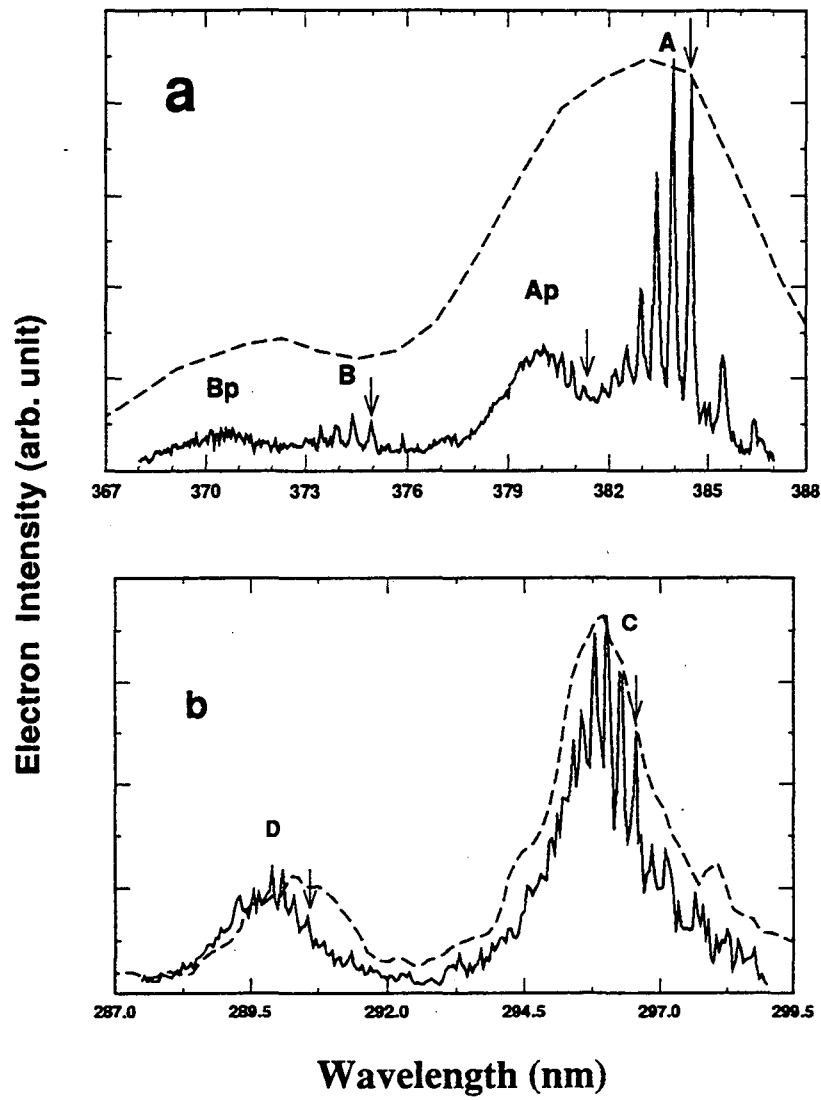 a
A
Ap
B
Bp
367 370 373 376 379 382 385 388
Electron Intensity (arb. unit)
b
C
D
287.0 289.5 292.0 294.5 297.0 299.5
Wavelength (nm)